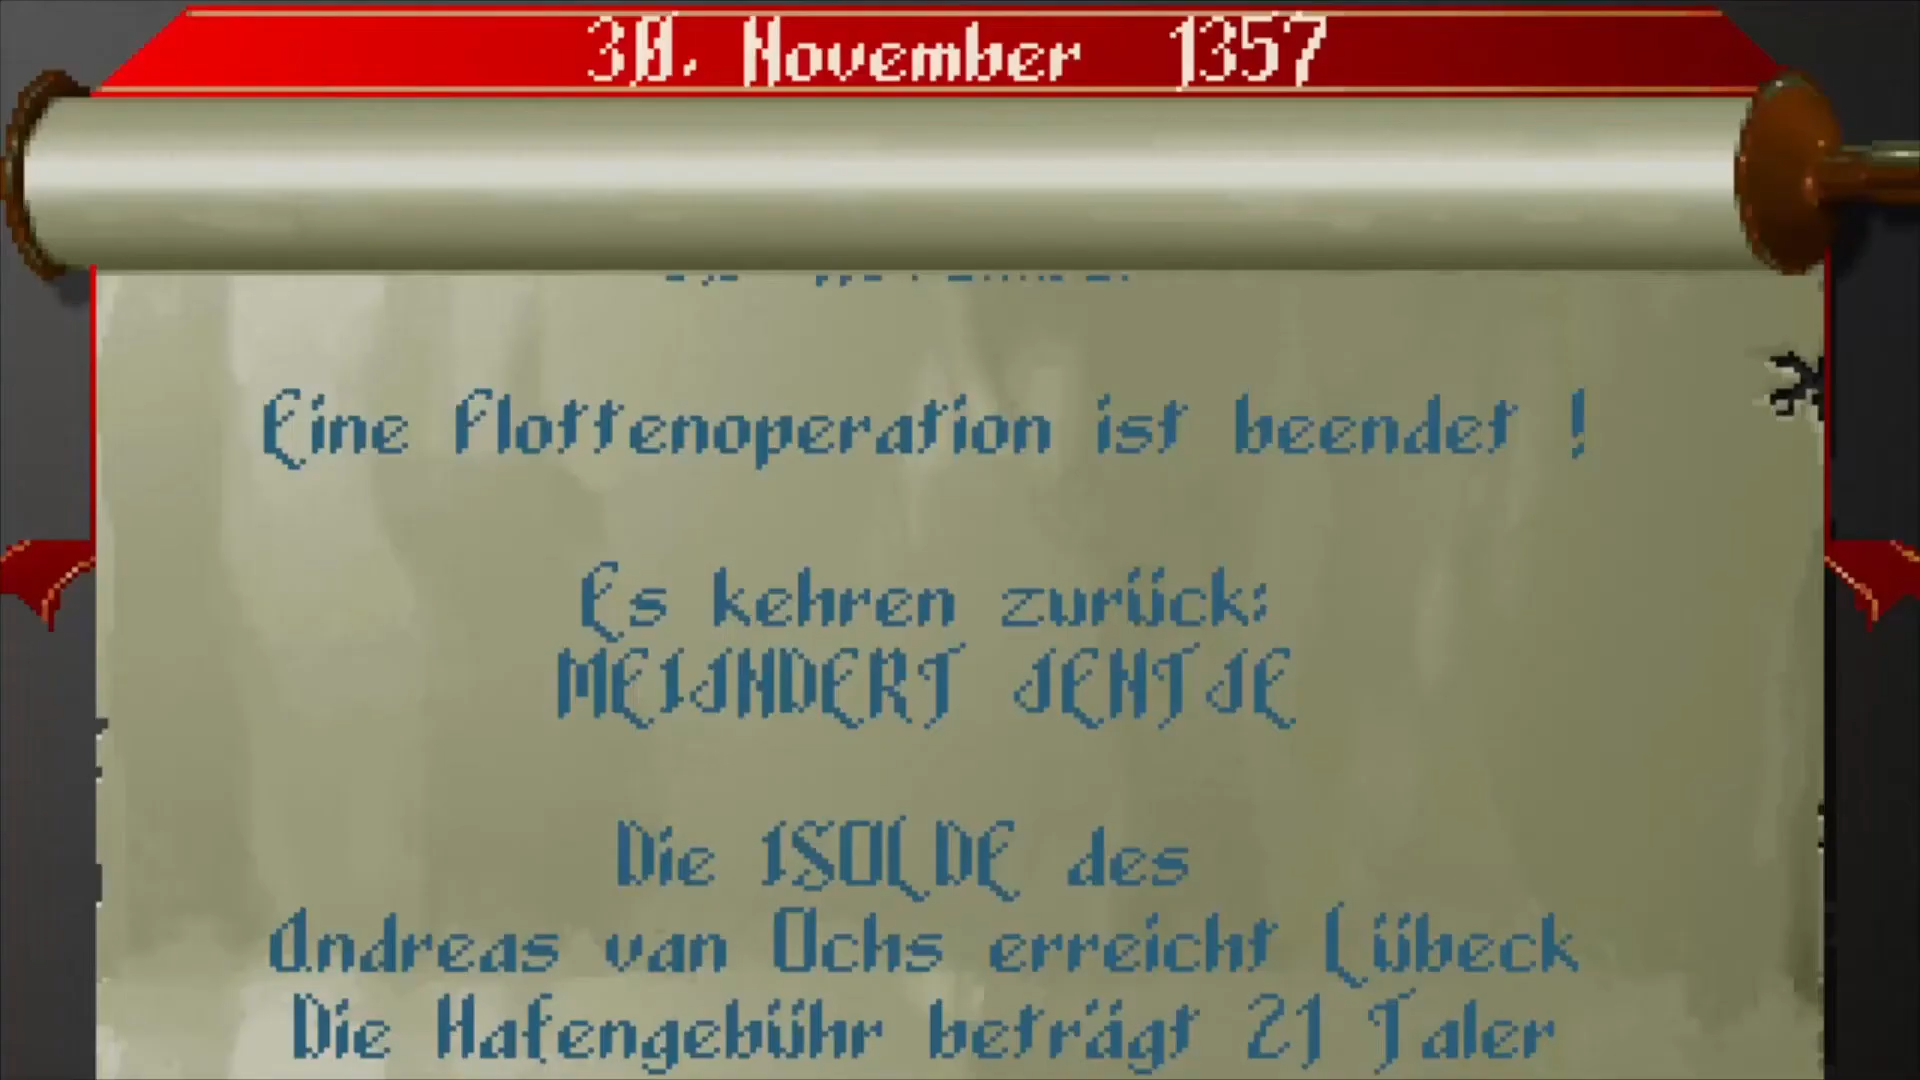 30. November 1357
Eine Flottenoperation ist beendet !
Es kehren zurück:
MEIJNDERT JENTJE
Die ISOLDE des
Andreas van Ochs erreicht Lübeck
Die Hafengebühr beträgt 21 Taler